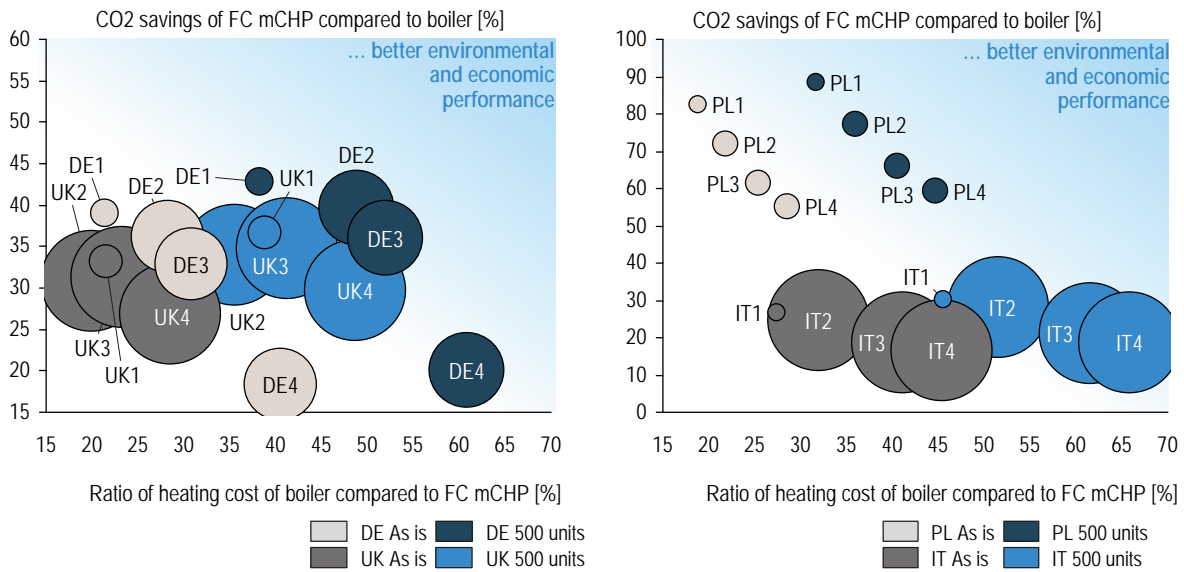 CO2 savings of FC mCHP compared to boiler [%]
60
55
50
45
40
35
30
25
20
15
... better environmental
and economic
performance
DE1
UK2
DE2
DE1
UK1
DE2
DE3
UK3
DE3
UK4
UK4
UK2
UK3
UK1
DE4
DE4
15 20 25 30 35 40 45 50 55 60 65 70
Ratio of heating cost of boiler compared to FC mCHP [%]
DE As is
DE 500 units
UK As is
UK 500 units
CO2 savings of FC mCHP compared to boiler [%]
100
90
80
70
60
50
40
30
20
10
0
... better environmental
and economic
performance
PL1
PL1
PL2
PL2
PL3
PL4
PL3
PL4
IT1
IT1
IT2
IT2
IT3
IT4
IT3
IT4
15 20 25 30 35 40 45 50 55 60 65 70
Ratio of heating cost of boiler compared to FC mCHP [%]
PL As is
PL 500 units
IT As is
IT 500 units